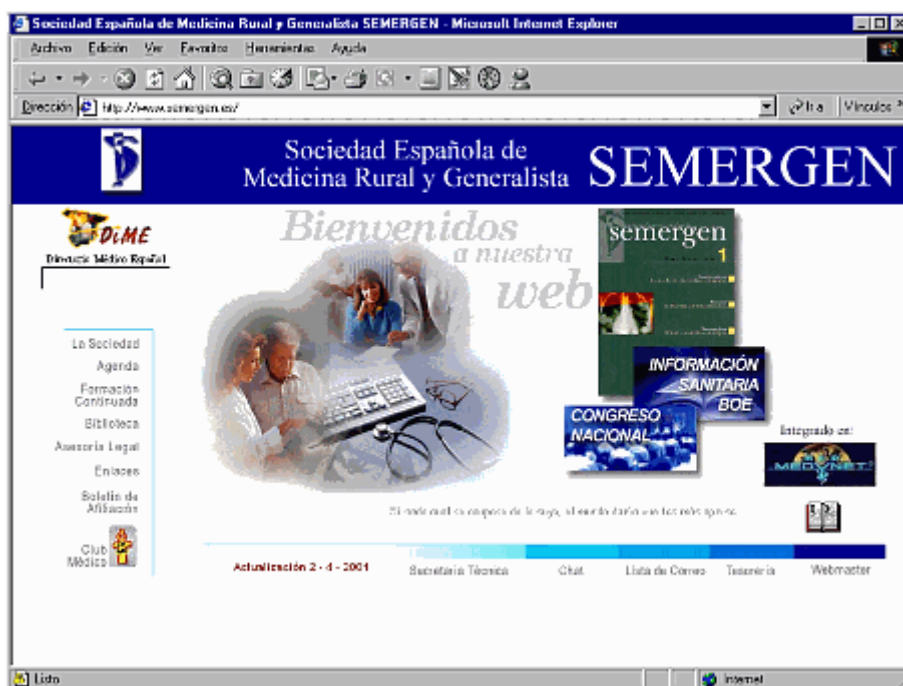 Sociedad Española de Medicina Rural y Generalista SEMERGEN - Microsoft Internet Explorer
Archivo Edición Ver Favoritos Herramientas Ayuda
Dirección http://www.semergen.es/ Ir a Vínculos »
Sociedad Española de
Medicina Rural y Generalista SEMERGEN
DiME
Directorio Médico Español
Bienvenidos
a nuestra
web
semergen
1
INFORMACIÓN
SANITARIA
BOE
CONGRESO
NACIONAL
Integrado en:
MEDYNET
La Sociedad
Agenda
Formación
Continuada
Biblioteca
Asesoría Legal
Enlaces
Boletín de
Afiliación
Club
Médico
Actualización 2 - 4 - 2001
Secretaría Técnica Chat Lista de Correo Tesorería Webmaster
Listo Internet